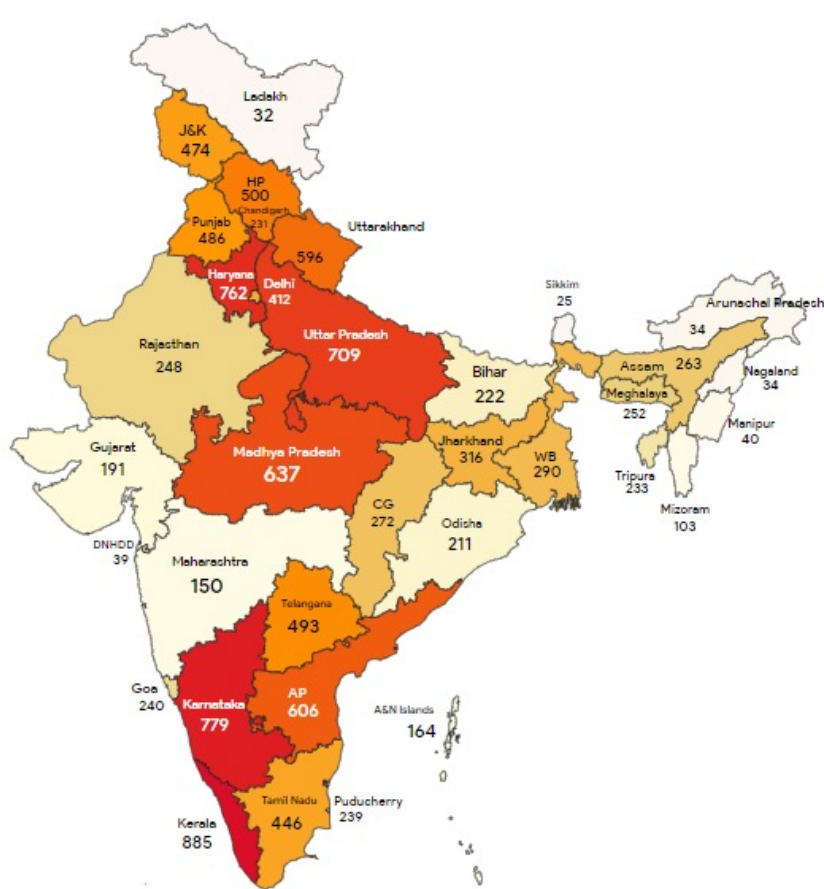 Ladakh
32
J&K
474
HP
500
Chandigarh
231
Punjab
486
Uttarakhand
596
Haryana
762
Delhi
412
Sikkim
25
Arunachal Pradesh
34
Rajasthan
248
Uttar Pradesh
709
Bihar
222
Assam
263
Nagaland
34
Meghalaya
252
Manipur
40
Gujarat
191
Madhya Pradesh
637
Jharkhand
316
WB
290
Tripura
233
Mizoram
103
CG
272
Odisha
211
DNHDD
39
Maharashtra
150
Telangana
493
Goa
240
Karnataka
779
AP
606
A&N Islands
164
Kerala
885
Tamil Nadu
446
Puducherry
239